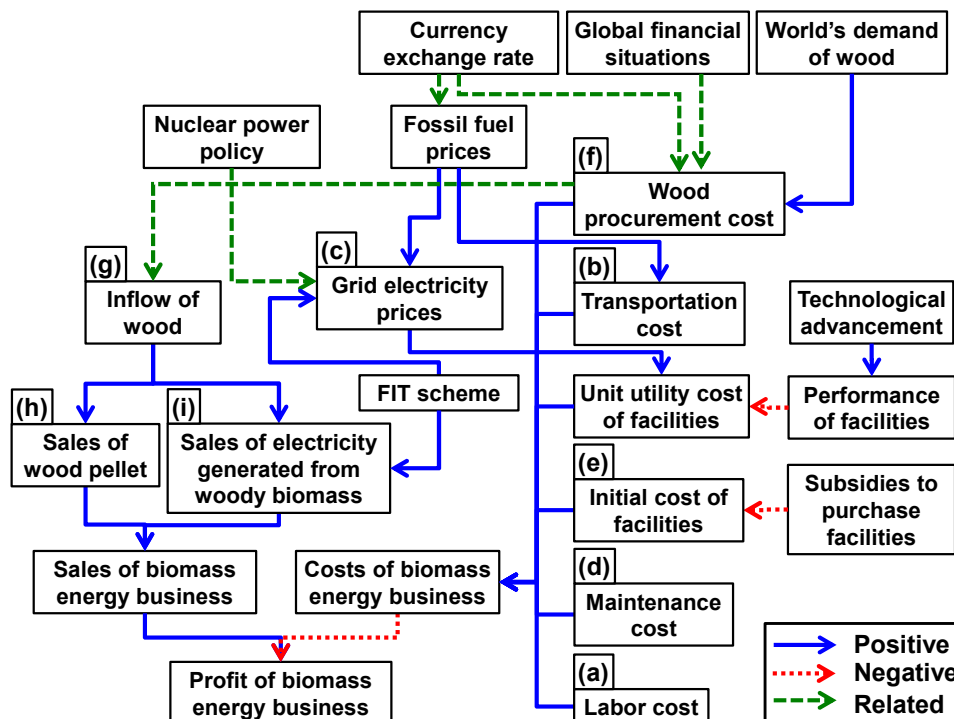 Currency
exchange rate
Global financial
situations
World's demand
of wood
Nuclear power
policy
Fossil fuel
prices
(f)
Wood
procurement cost
(g)
Inflow of
wood
(c)
Grid electricity
prices
(b)
Transportation
cost
Technological
advancement
FIT scheme
Unit utility cost
of facilities
Performance
of facilities
(h)
Sales of
wood pellet
(i)
Sales of electricity
generated from
woody biomass
(e)
Initial cost of
facilities
Subsidies to
purchase
facilities
Sales of biomass
energy business
Costs of biomass
energy business
(d)
Maintenance
cost
Profit of biomass
energy business
(a)
Labor cost
Positive
Negative
Related